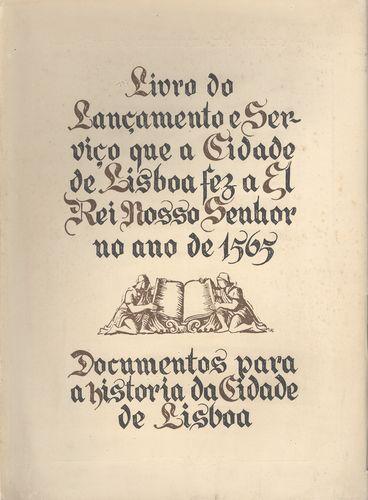 Livro do
Lançamento e Ser-
viço que a Cidade
de Lisboa fez a El
Rei Nosso Senhor
no ano de 1565
Documentos para
a historia da Cidade
de Lisboa